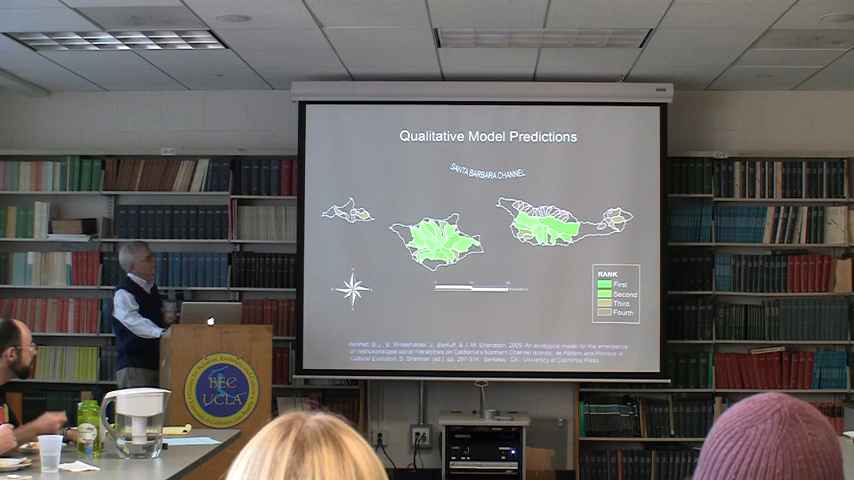 Qualitative Model Predictions
SANTA BARBARA CHANNEL
RANK
First
Second
Third
Fourth
Kennett, D.J., B. Winterhalder, J. Bartruff, & J. M. Erlandson, 2009. An ecological model for the emergence
of institutionalized social hierarchies on California's Northern Channel Islands, in Pattern and Process in
Cultural Evolution, S. Shennan (ed.), pp. 297-314. Berkeley, CA: University of California Press.
BEC
UCLA